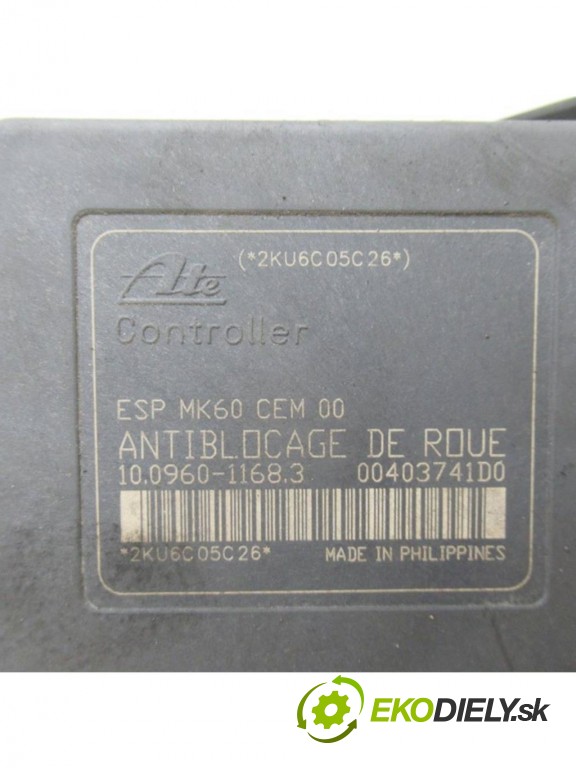 (*2KU6C05C26*)
Ate
Controller
ESP MK60 CEM 00
ANTIBLOCAGE DE ROUE
10.0960-1168.3 00403741D0
*2KU6C05C26* MADE IN PHILIPPINES
EKODIELY.sk